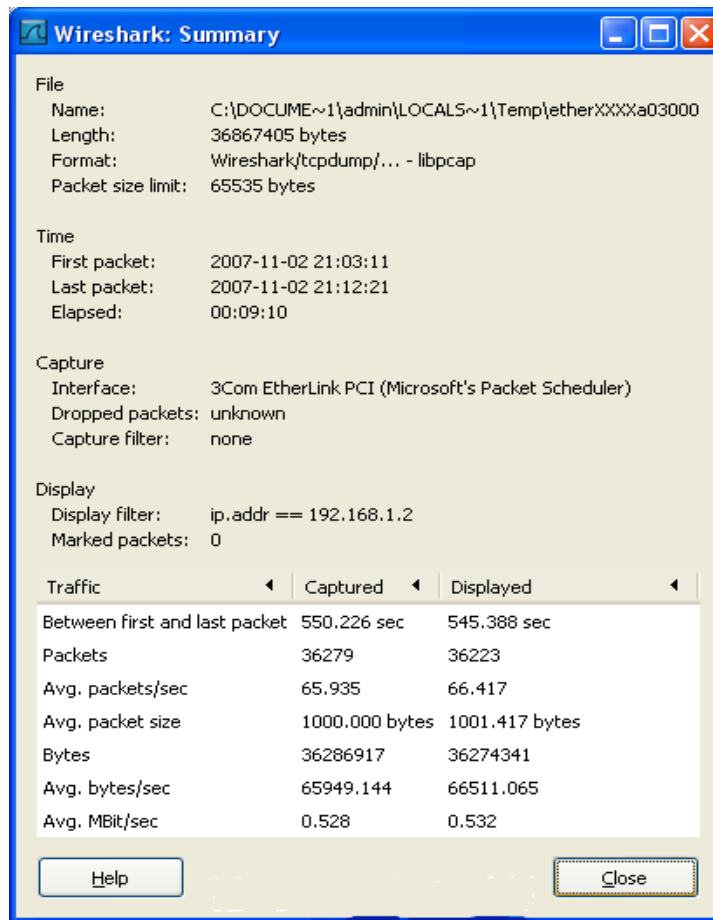 Wireshark: Summary
File
Name: C:\DOCUME~1\admin\LOCALS~1\Temp\etherXXXXa03000
Length: 36867405 bytes
Format: Wireshark/tcpdump/... - libpcap
Packet size limit: 65535 bytes
Time
First packet: 2007-11-02 21:03:11
Last packet: 2007-11-02 21:12:21
Elapsed: 00:09:10
Capture
Interface: 3Com EtherLink PCI (Microsoft's Packet Scheduler)
Dropped packets: unknown
Capture filter: none
Display
Display filter: ip.addr == 192.168.1.2
Marked packets: 0
Traffic Captured Displayed
Between first and last packet 550.226 sec 545.388 sec
Packets 36279 36223
Avg. packets/sec 65.935 66.417
Avg. packet size 1000.000 bytes 1001.417 bytes
Bytes 36286917 36274341
Avg. bytes/sec 65949.144 66511.065
Avg. MBit/sec 0.528 0.532
Help Close